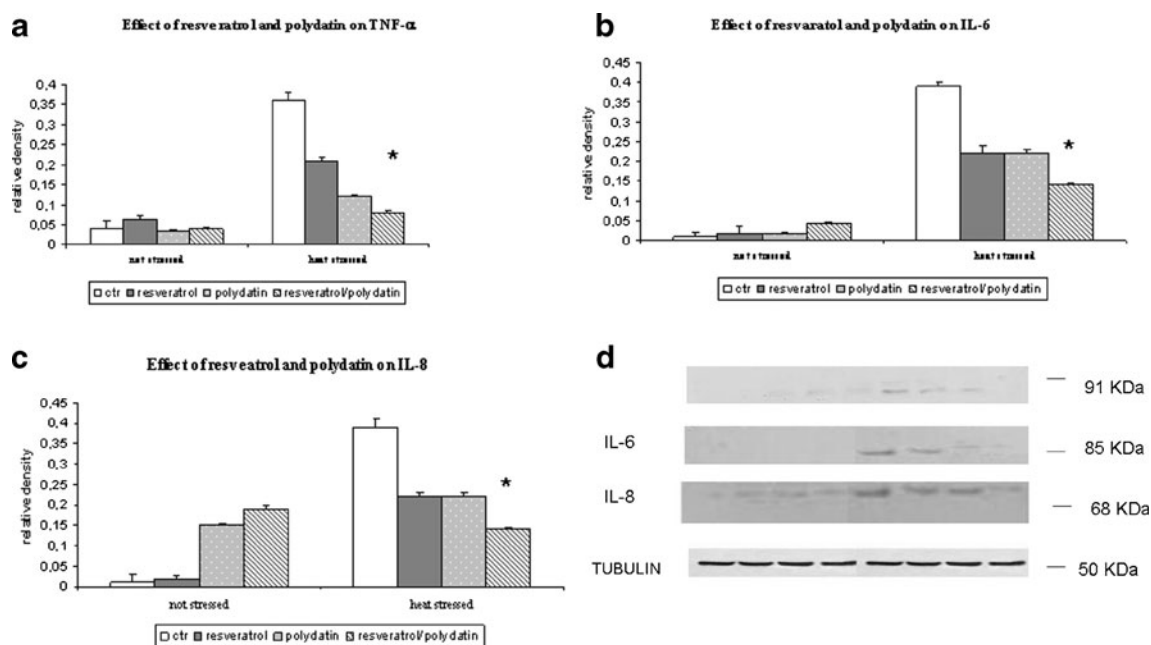 a
Effect of resveratrol and polydatin on TNF-α
relative density
0,4
0,35
0,3
0,25
0,2
0,15
0,1
0,05
0
not stressed
heat stressed
*
ctr
resveratrol
polydatin
resveratrol/polydatin
b
Effect of resvaratol and polydatin on IL-6
relative density
0,45
0,4
0,35
0,3
0,25
0,2
0,15
0,1
0,05
0
not stressed
heat stressed
*
ctr
resveratrol
polydatin
resveratrol/polydatin
c
Effect of resveatrol and polydatin on IL-8
relative density
0,45
0,4
0,35
0,3
0,25
0,2
0,15
0,1
0,05
0
not stressed
heat stressed
*
ctr
resveratrol
polydatin
resveratrol/polydatin
d
91 KDa
IL-6
85 KDa
IL-8
68 KDa
TUBULIN
50 KDa